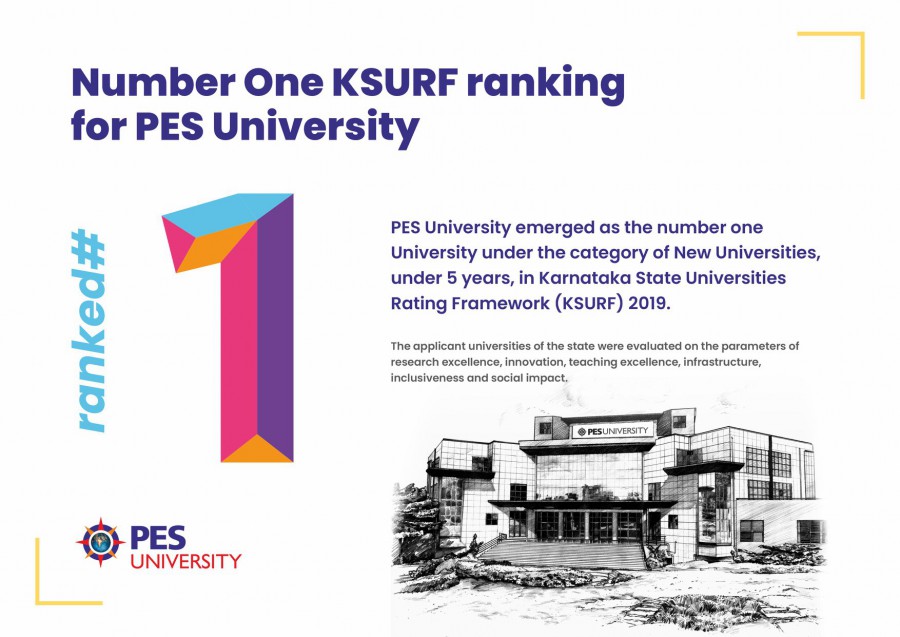 Number One KSURF ranking
for PES University
ranked#
1
PES University emerged as the number one
University under the category of New Universities,
under 5 years, in Karnataka State Universities
Rating Framework (KSURF) 2019.
The applicant universities of the state were evaluated on the parameters of
research excellence, innovation, teaching excellence, infrastructure,
inclusiveness and social impact.
PES UNIVERSITY
PES
UNIVERSITY